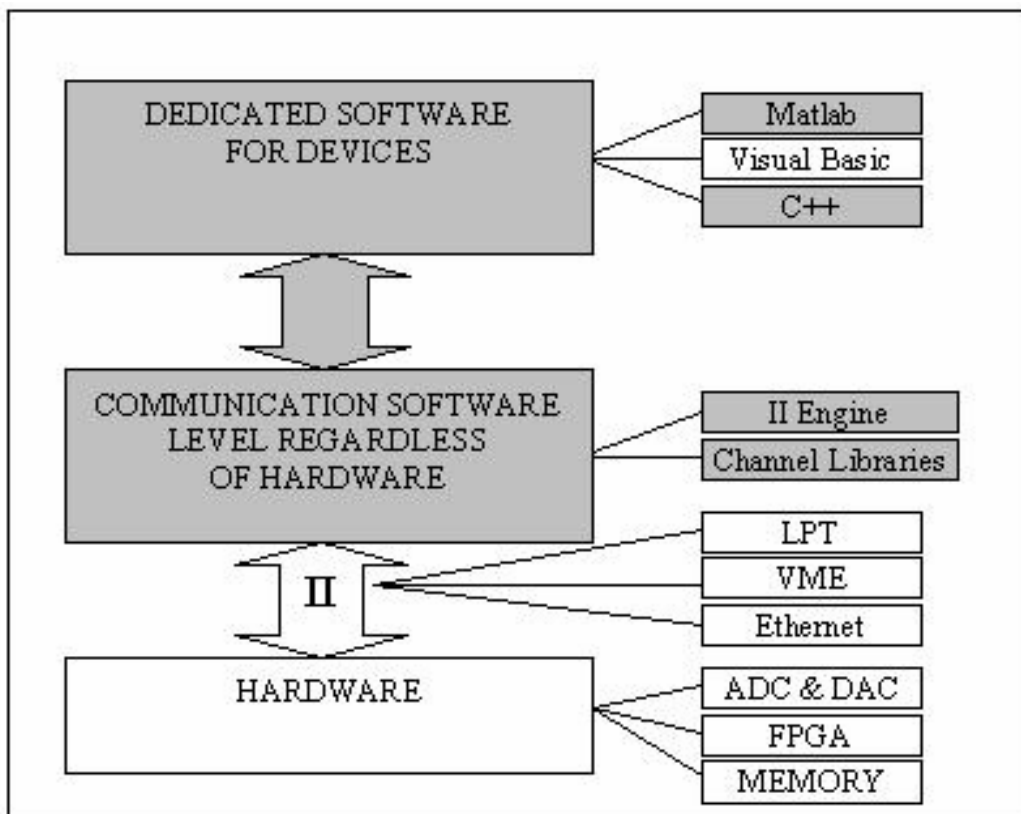 DEDICATED SOFTWARE
FOR DEVICES
Matlab
Visual Basic
C++
COMMUNICATION SOFTWARE
LEVEL REGARDLESS
OF HARDWARE
II Engine
Channel Libraries
II
LPT
VME
Ethernet
HARDWARE
ADC & DAC
FPGA
MEMORY